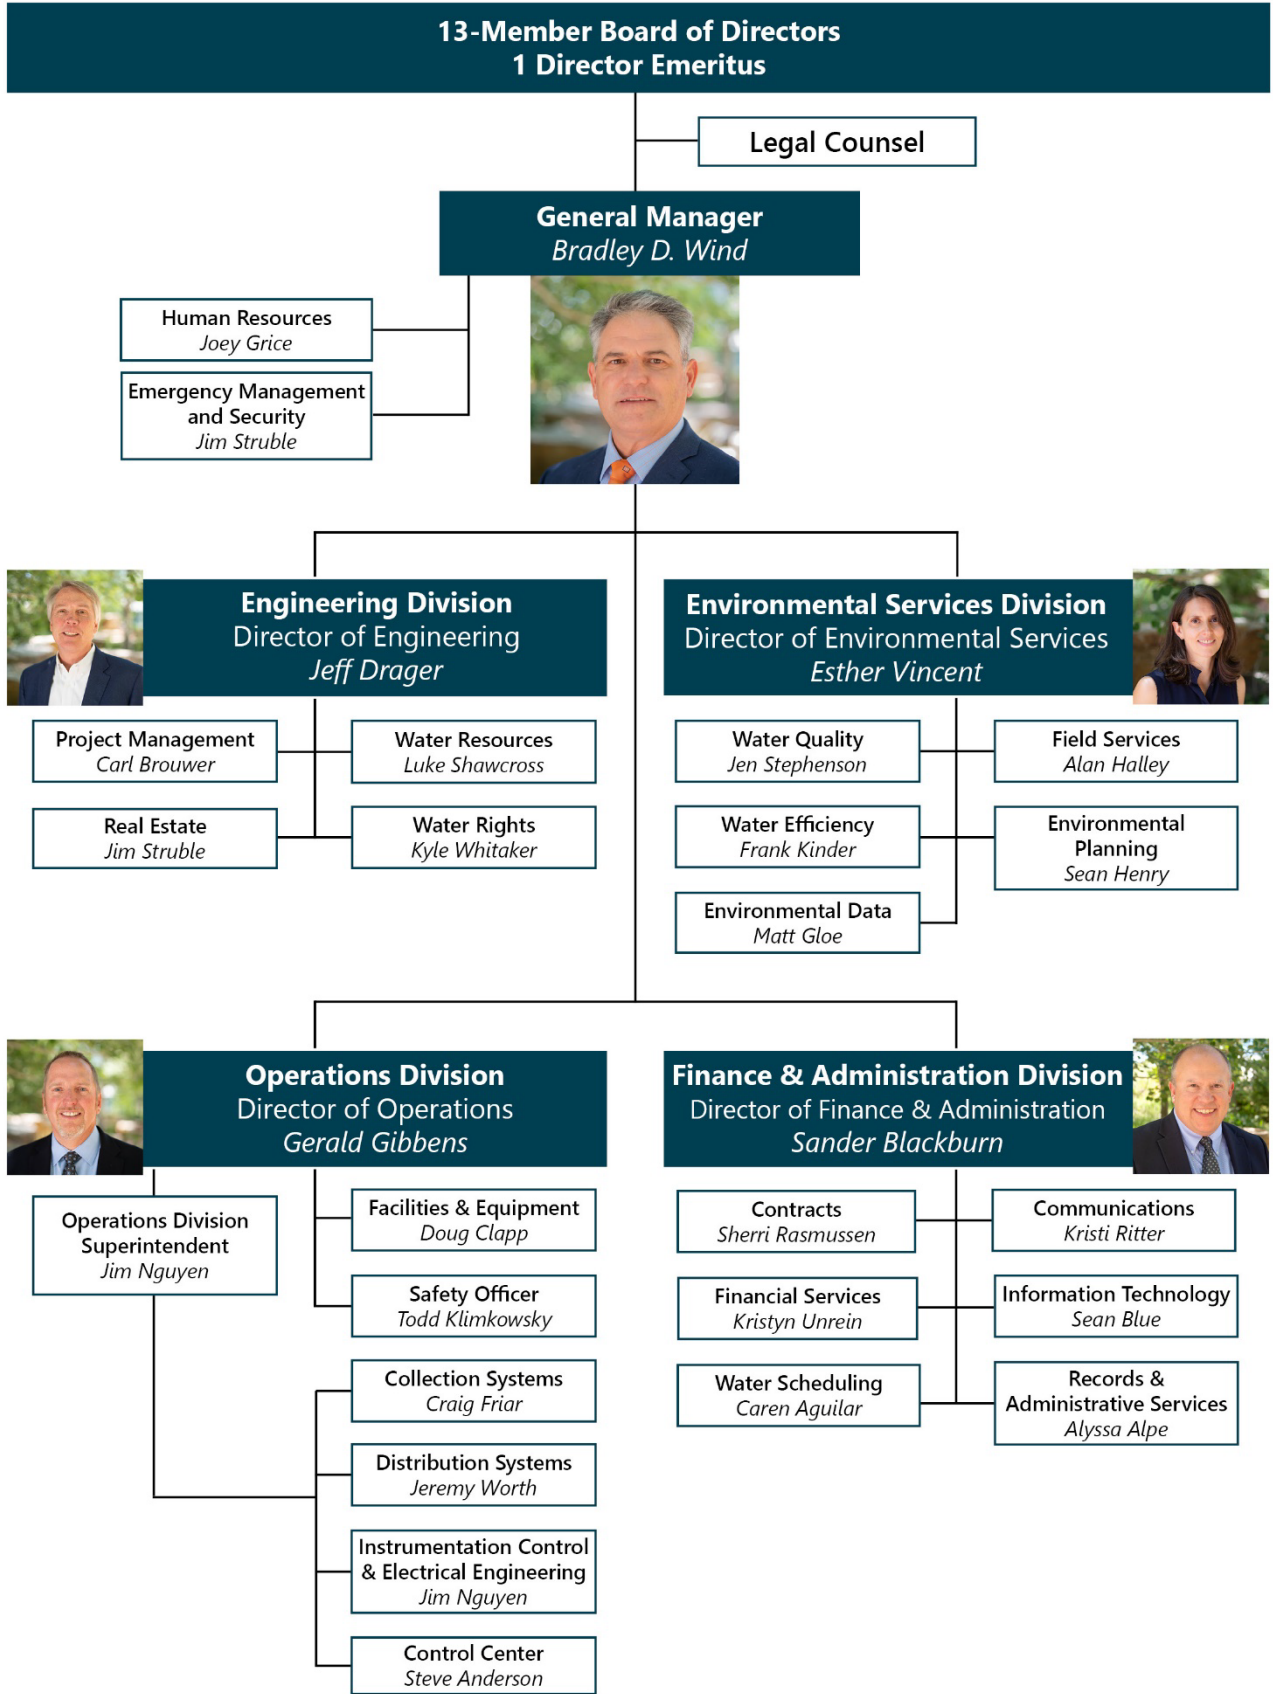 13-Member Board of Directors
1 Director Emeritus
Legal Counsel
General Manager
Bradley D. Wind
Human Resources
Joey Grice
Emergency Management
and Security
Jim Struble
Engineering Division
Director of Engineering
Jeff Drager
Project Management
Carl Brouwer
Water Resources
Luke Shawcross
Real Estate
Jim Struble
Water Rights
Kyle Whitaker
Environmental Services Division
Director of Environmental Services
Esther Vincent
Water Quality
Jen Stephenson
Field Services
Alan Halley
Water Efficiency
Frank Kinder
Environmental
Planning
Sean Henry
Environmental Data
Matt Gloe
Operations Division
Director of Operations
Gerald Gibbens
Operations Division
Superintendent
Jim Nguyen
Facilities & Equipment
Doug Clapp
Safety Officer
Todd Klimkowsky
Collection Systems
Craig Friar
Distribution Systems
Jeremy Worth
Instrumentation Control
& Electrical Engineering
Jim Nguyen
Control Center
Steve Anderson
Finance & Administration Division
Director of Finance & Administration
Sander Blackburn
Contracts
Sherri Rasmussen
Communications
Kristi Ritter
Financial Services
Kristyn Unrein
Information Technology
Sean Blue
Water Scheduling
Caren Aguilar
Records &
Administrative Services
Alyssa Alpe